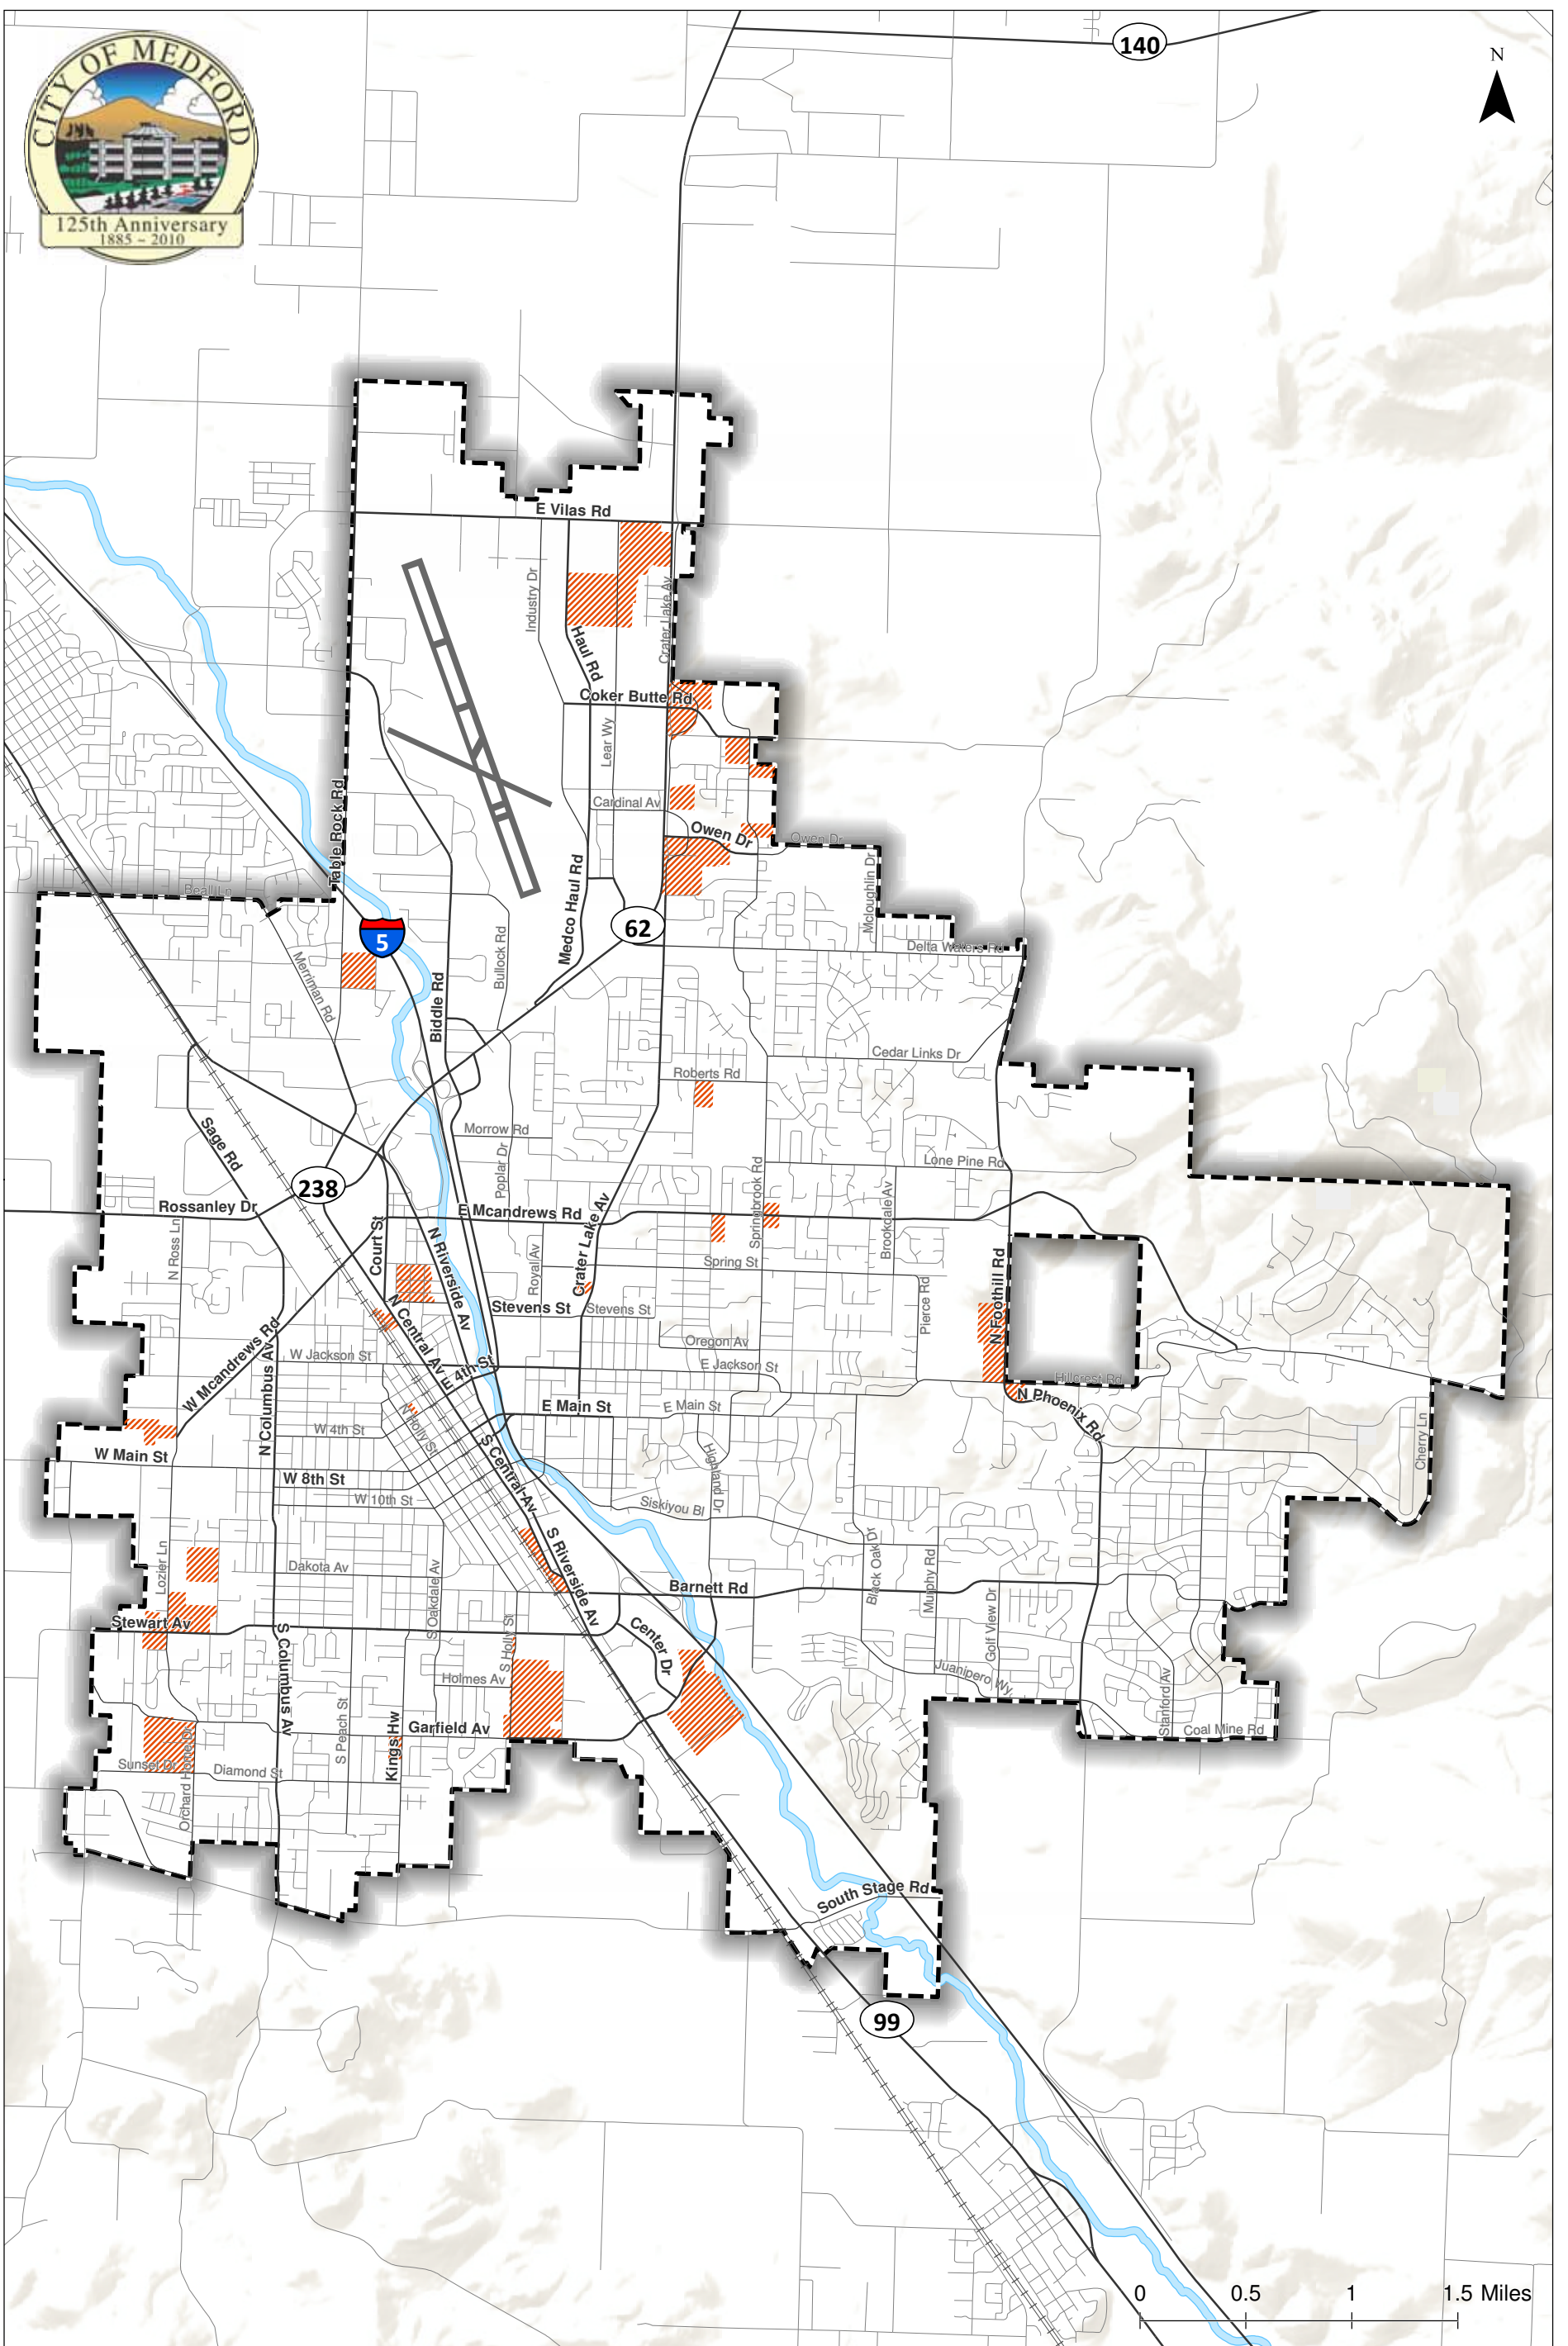 CITY OF MEDFORD
125th Anniversary
1885 ~ 2010
140
N
E Vilas Rd
Industry Dr
Haul Rd
Crater Lake Av
Coker Butte Rd
Lear Wy
Table Rock Rd
Cardinal Av
Owen Dr
Owen Dr
Beall Ln
Mcloughlin Dr
62
5
Medco Haul Rd
Bullock Rd
Delta Waters Rd
Merriman Rd
Biddle Rd
Cedar Links Dr
Roberts Rd
Sage Rd
Morrow Rd
Poplar Dr
Lone Pine Rd
238
Springbrook Rd
Brookdale Av
Rossanley Dr
E Mcandrews Rd
N Ross Ln
Court St
N Riverside Av
Royal Av
Crater Lake Av
Spring St
N Foothill Rd
Pierce Rd
Stevens St
Stevens St
N Central Av
Oregon Av
W Mcandrews Rd
W Jackson St
E Jackson St
E 4th St
Hillcrest Rd
N Columbus Av
N Phoenix Rd
E Main St
E Main St
N Holly St
W 4th St
W Main St
Cherry Ln
S Central Av
Highland Dr
W 8th St
W 10th St
Siskiyou Bl
Lozier Ln
Dakota Av
S Oakdale Av
S Riverside Av
Black Oak Dr
Murphy Rd
Barnett Rd
Golf View Dr
Stewart Av
S Columbus Av
S Holly St
Center Dr
Holmes Av
Juanipero Wy
Stanford Av
Garfield Av
Coal Mine Rd
S Peach St
Kings Hw
Sunset Dr
Orchard Home Dr
Diamond St
South Stage Rd
99
0 0.5 1 1.5 Miles